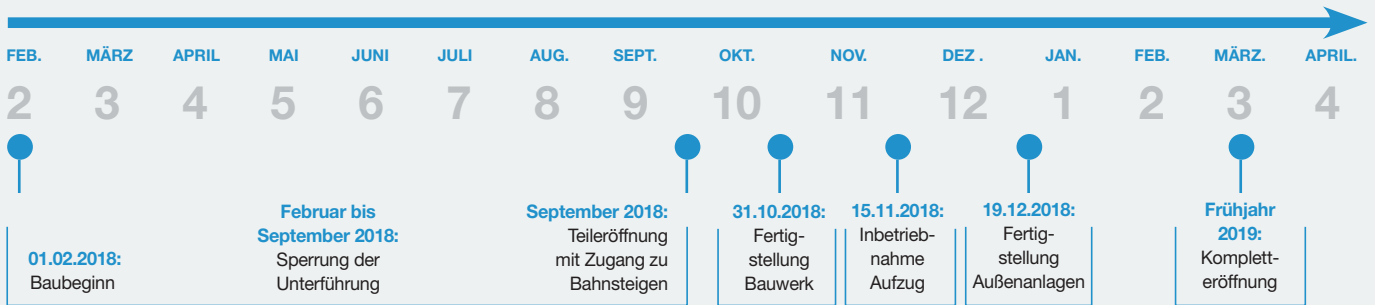 FEB. MÄRZ APRIL MAI JUNI JULI AUG. SEPT. OKT. NOV. DEZ . JAN. FEB. MÄRZ. APRIL.
2 3 4 5 6 7 8 9 10 11 12 1 2 3 4
01.02.2018:
Baubeginn
Februar bis
September 2018:
Sperrung der
Unterführung
September 2018:
Teileröffnung
mit Zugang zu
Bahnsteigen
31.10.2018:
Fertig-
stellung
Bauwerk
15.11.2018:
Inbetrieb-
nahme
Aufzug
19.12.2018:
Fertig-
stellung
Außenanlagen
Frühjahr
2019:
Komplett-
eröffnung